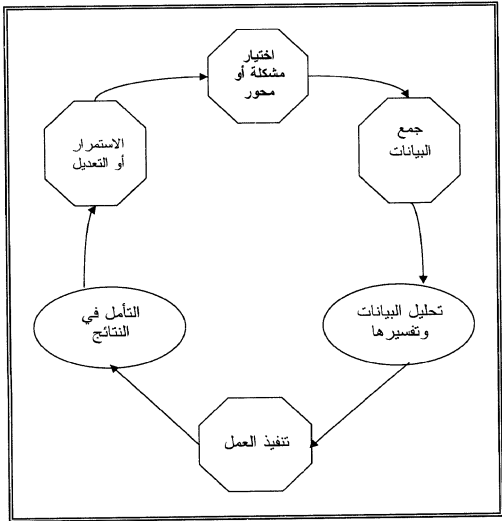 اختيار
مشكلة أو
محور
جمع
البيانات
تحليل البيانات
وتفسيرها
تنفيذ العمل
التأمل في
النتائج
الاستمرار
أو التعديل